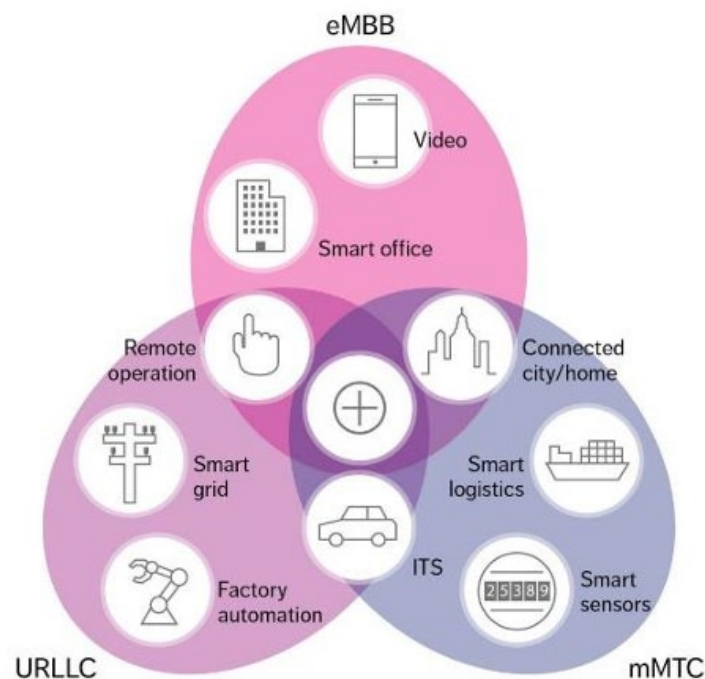 eMBB
Video
Smart office
Remote
operation
Connected
city/home
Smart
grid
Smart
logistics
ITS
Factory
automation
25389
Smart
sensors
URLLC
mMTC